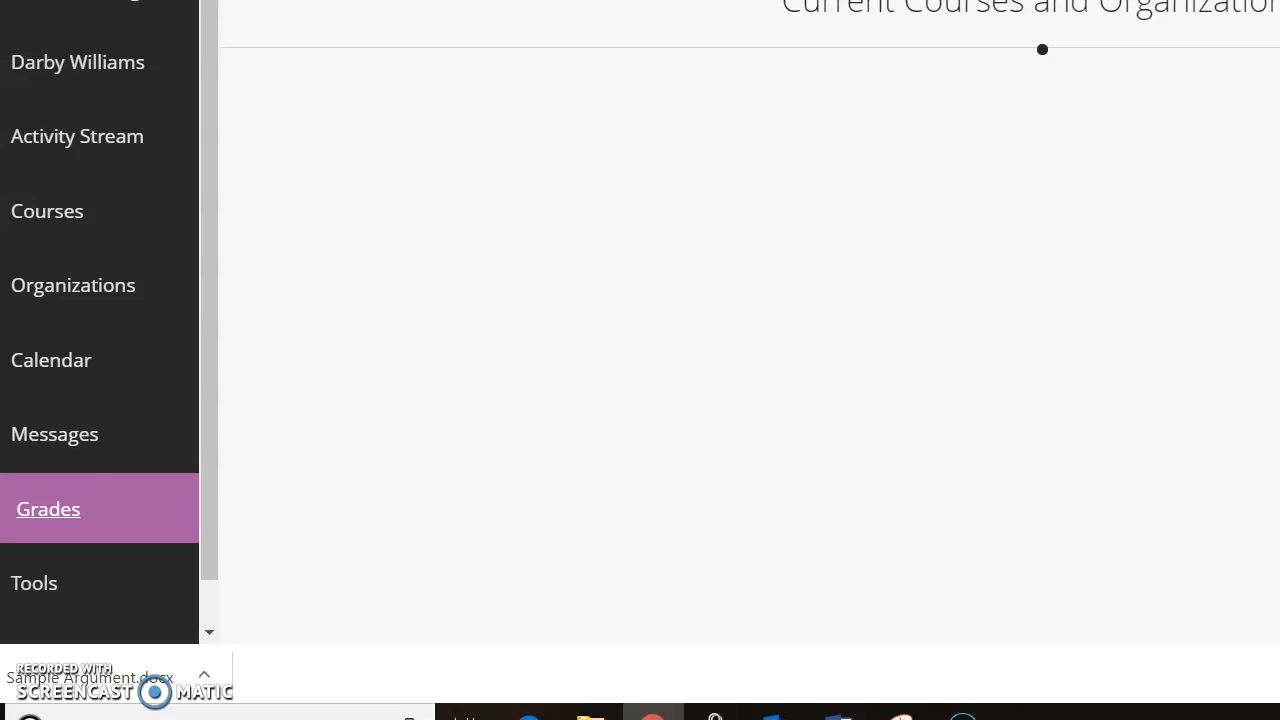 Current Courses and Organization
Darby Williams
Activity Stream
Courses
Organizations
Calendar
Messages
Grades
Tools
RECORDED WITH
Sample Argument.docx
SCREENCAST MATIC